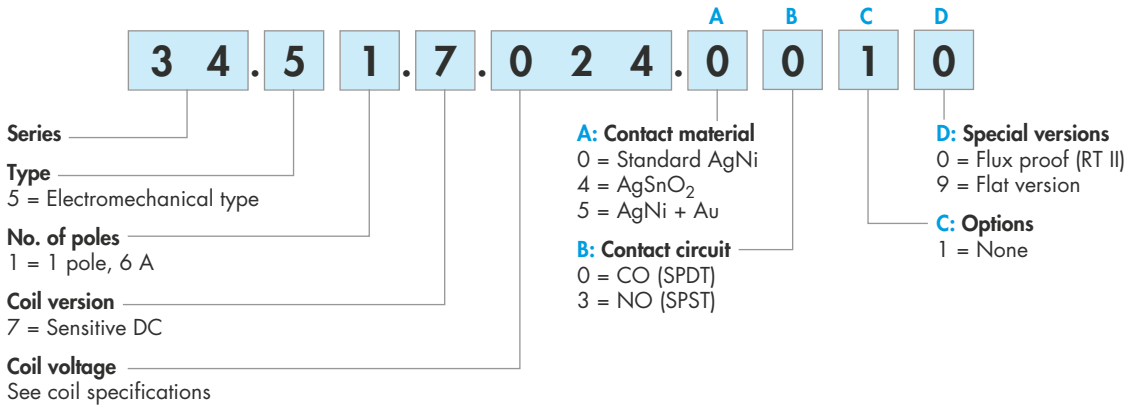 A B C D
3 4 . 5 1 . 7 . 0 2 4 . 0 0 1 0
Series
Type
5 = Electromechanical type
No. of poles
1 = 1 pole, 6 A
Coil version
7 = Sensitive DC
Coil voltage
See coil specifications
A: Contact material
0 = Standard AgNi
4 = AgSnO₂
5 = AgNi + Au
B: Contact circuit
0 = CO (SPDT)
3 = NO (SPST)
D: Special versions
0 = Flux proof (RT II)
9 = Flat version
C: Options
1 = None